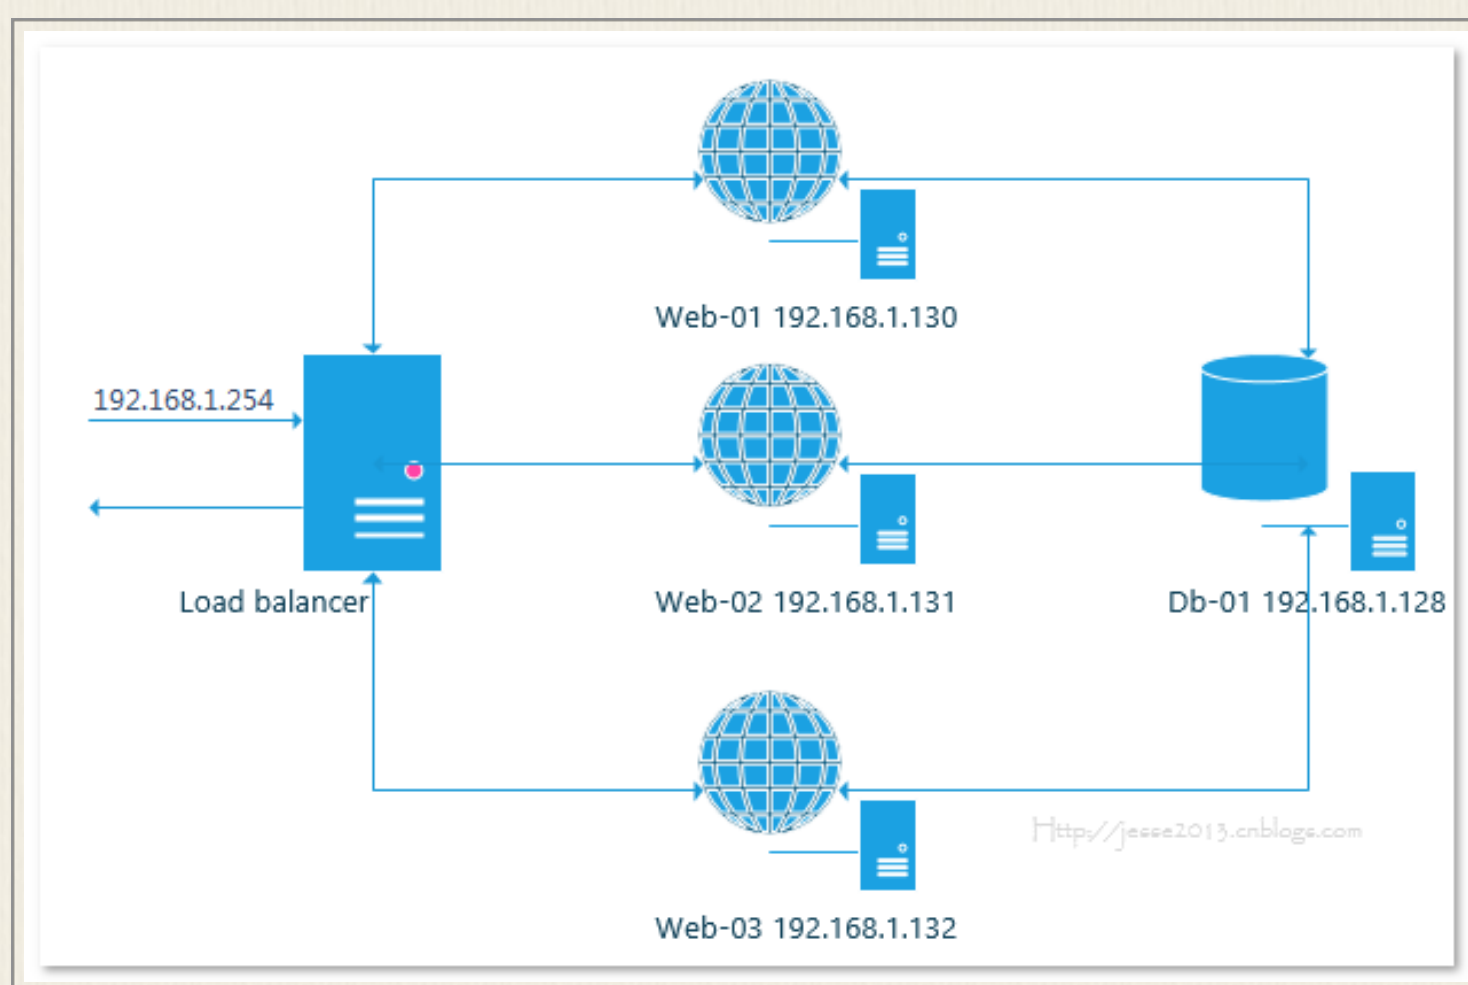 Web-01 192.168.1.130
192.168.1.254
Load balancer
Web-02 192.168.1.131
Db-01 192.168.1.128
Http://jesse2013.cnblogs.com
Web-03 192.168.1.132